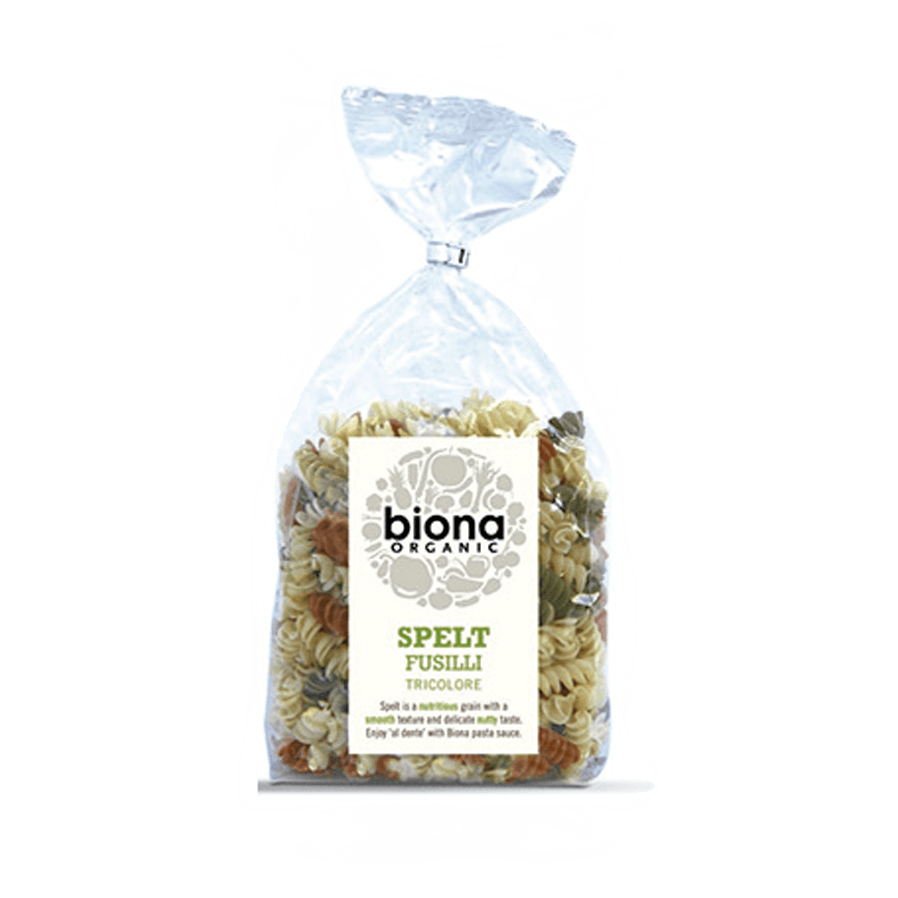 biona
ORGANIC
SPELT
FUSILLI
TRICOLORE
Spelt is a nutritious grain with a
smooth texture and delicate nutty taste.
Enjoy 'al dente' with Biona pasta sauce.